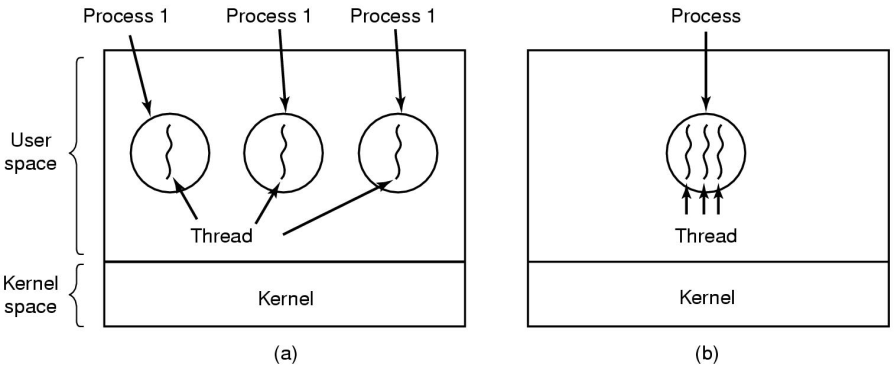 Process 1
Process 1
Process 1
Process
User
space
Thread
Thread
Kernel
space
Kernel
Kernel
(a)
(b)